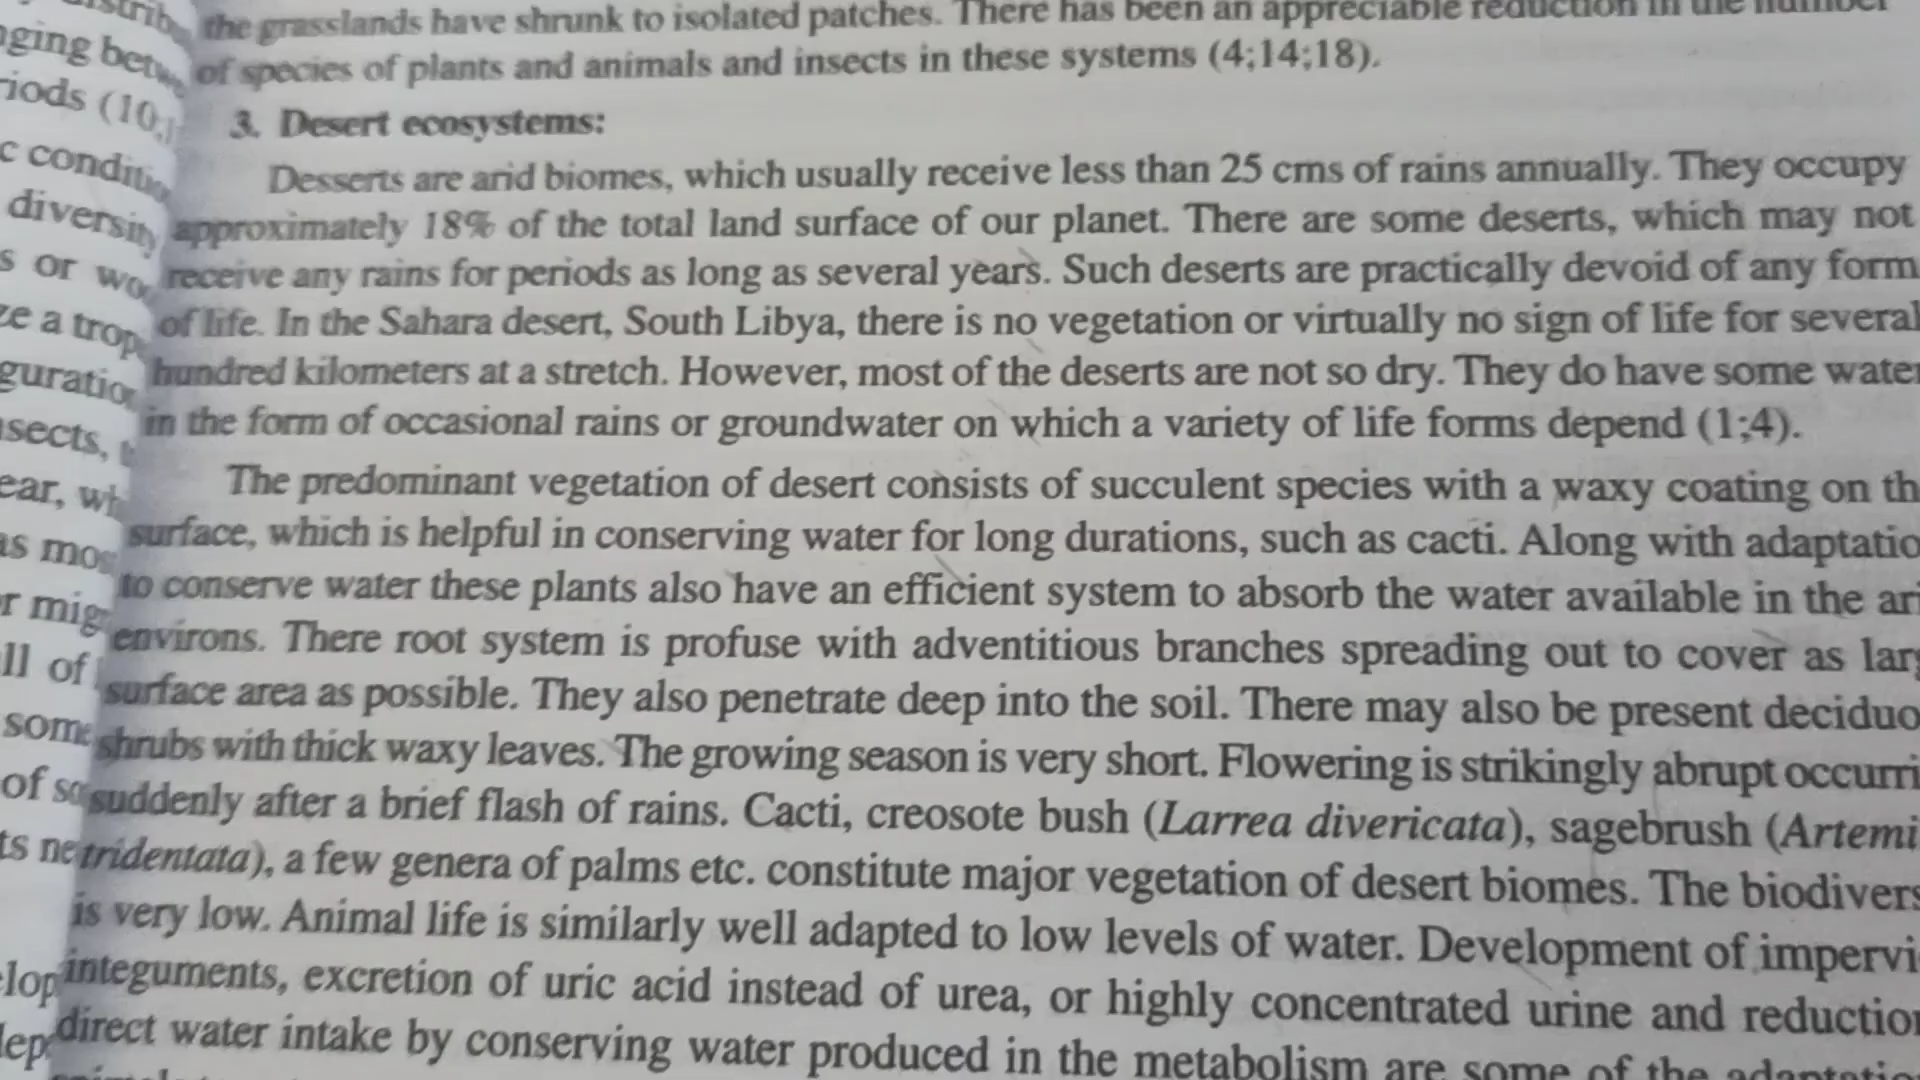 the grasslands have shrunk to isolated patches. There has been an appreciable reduction in the number
of species of plants and animals and insects in these systems (4;14;18).
3. Desert ecosystems:
Desserts are arid biomes, which usually receive less than 25 cms of rains annually. They occupy
approximately 18% of the total land surface of our planet. There are some deserts, which may not
receive any rains for periods as long as several years. Such deserts are practically devoid of any form
of life. In the Sahara desert, South Libya, there is no vegetation or virtually no sign of life for several
hundred kilometers at a stretch. However, most of the deserts are not so dry. They do have some water
in the form of occasional rains or groundwater on which a variety of life forms depend (1;4).
The predominant vegetation of desert consists of succulent species with a waxy coating on th
surface, which is helpful in conserving water for long durations, such as cacti. Along with adaptatio
to conserve water these plants also have an efficient system to absorb the water available in the ari
environs. There root system is profuse with adventitious branches spreading out to cover as larg
surface area as possible. They also penetrate deep into the soil. There may also be present deciduo
shrubs with thick waxy leaves. The growing season is very short. Flowering is strikingly abrupt occurri
suddenly after a brief flash of rains. Cacti, creosote bush (Larrea divericata), sagebrush (Artemi
tridentata), a few genera of palms etc. constitute major vegetation of desert biomes. The biodivers
is very low. Animal life is similarly well adapted to low levels of water. Development of impervi
integuments, excretion of uric acid instead of urea, or highly concentrated urine and reduction
direct water intake by conserving water produced in the metabolism are some of the adaptatio